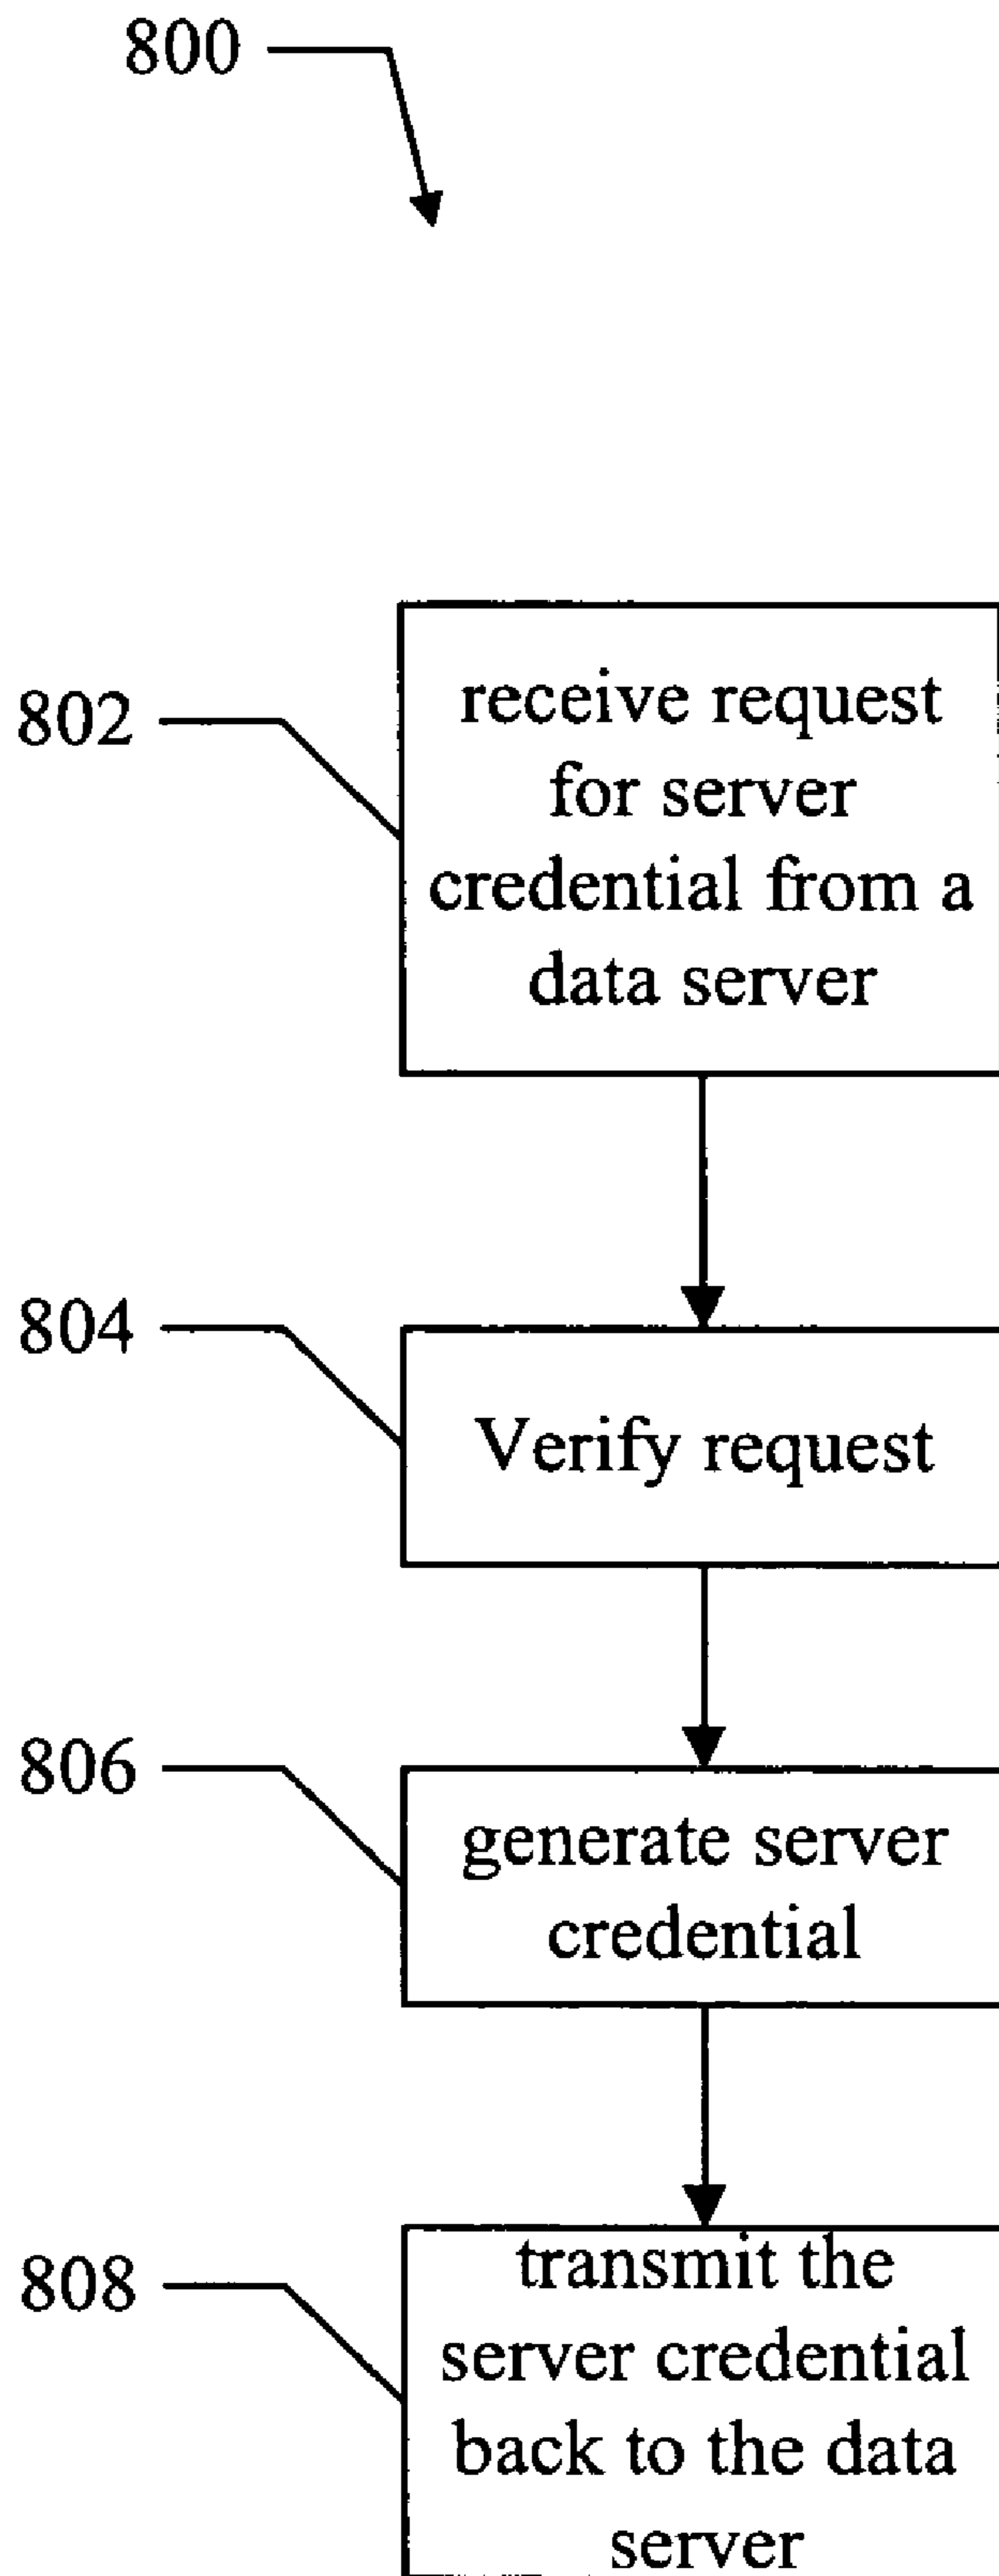 800
802
receive request
for server
credential from a
data server
804
Verify request
806
generate server
credential
808
transmit the
server credential
back to the data
server